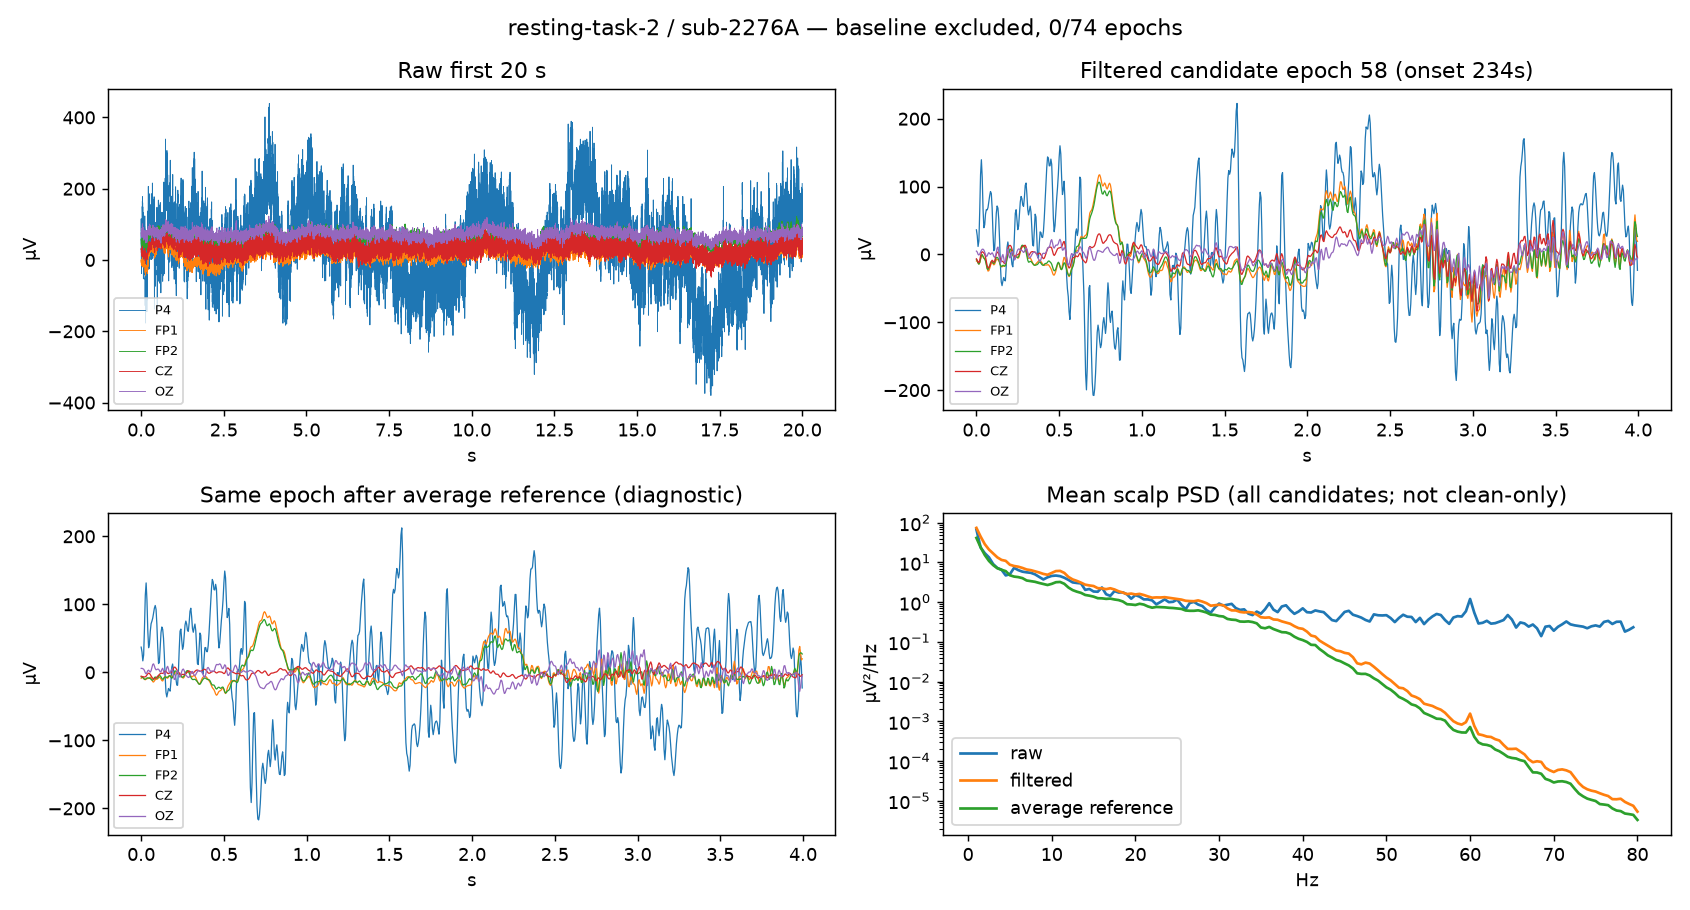 resting-task-2 / sub-2276A — baseline excluded, 0/74 epochs
Raw first 20 s
400
200
0
−200
−400
µV
P4
FP1
FP2
CZ
OZ
0.0 2.5 5.0 7.5 10.0 12.5 15.0 17.5 20.0
s
Filtered candidate epoch 58 (onset 234s)
200
100
0
−100
−200
µV
P4
FP1
FP2
CZ
OZ
0.0 0.5 1.0 1.5 2.0 2.5 3.0 3.5 4.0
s
Same epoch after average reference (diagnostic)
200
100
0
−100
−200
µV
P4
FP1
FP2
CZ
OZ
0.0 0.5 1.0 1.5 2.0 2.5 3.0 3.5 4.0
s
Mean scalp PSD (all candidates; not clean-only)
10²
10¹
10⁰
10⁻¹
10⁻²
10⁻³
10⁻⁴
10⁻⁵
µV²/Hz
raw
filtered
average reference
0 10 20 30 40 50 60 70 80
Hz